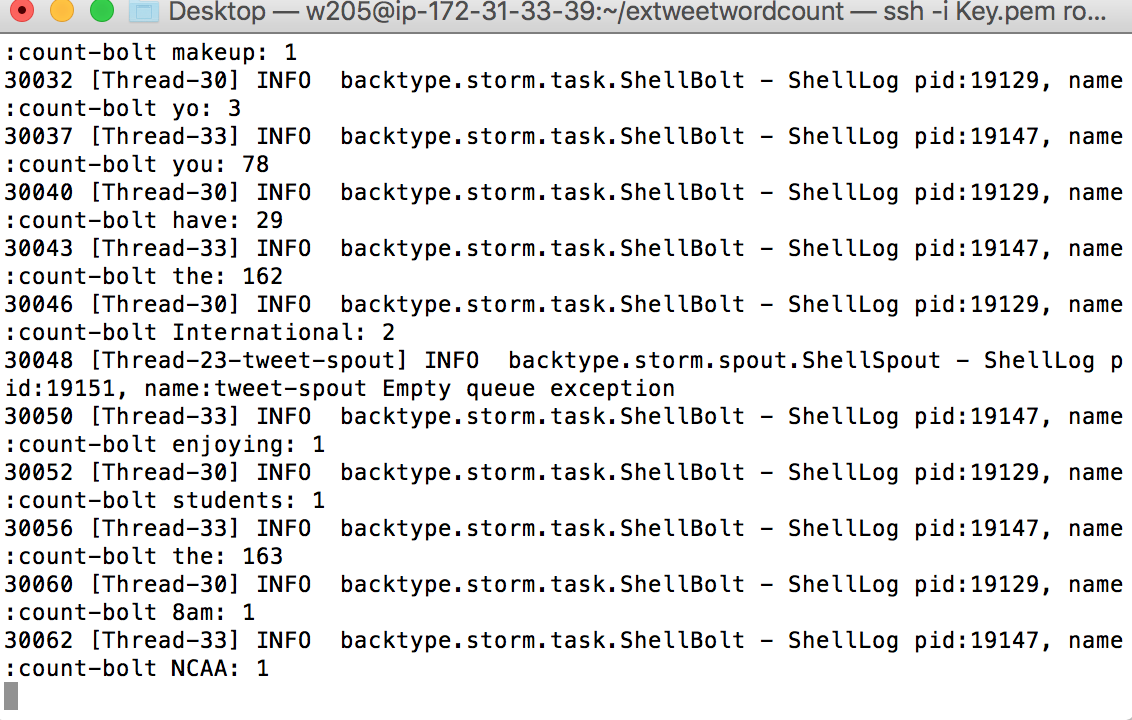 Desktop — w205@ip-172-31-33-39:~/extweetwordcount — ssh -i Key.pem ro...
:count-bolt makeup: 1
30032 [Thread-30] INFO  backtype.storm.task.ShellBolt - ShellLog pid:19129, name
:count-bolt yo: 3
30037 [Thread-33] INFO  backtype.storm.task.ShellBolt - ShellLog pid:19147, name
:count-bolt you: 78
30040 [Thread-30] INFO  backtype.storm.task.ShellBolt - ShellLog pid:19129, name
:count-bolt have: 29
30043 [Thread-33] INFO  backtype.storm.task.ShellBolt - ShellLog pid:19147, name
:count-bolt the: 162
30046 [Thread-30] INFO  backtype.storm.task.ShellBolt - ShellLog pid:19129, name
:count-bolt International: 2
30048 [Thread-23-tweet-spout] INFO  backtype.storm.spout.ShellSpout - ShellLog p
id:19151, name:tweet-spout Empty queue exception
30050 [Thread-33] INFO  backtype.storm.task.ShellBolt - ShellLog pid:19147, name
:count-bolt enjoying: 1
30052 [Thread-30] INFO  backtype.storm.task.ShellBolt - ShellLog pid:19129, name
:count-bolt students: 1
30056 [Thread-33] INFO  backtype.storm.task.ShellBolt - ShellLog pid:19147, name
:count-bolt the: 163
30060 [Thread-30] INFO  backtype.storm.task.ShellBolt - ShellLog pid:19129, name
:count-bolt 8am: 1
30062 [Thread-33] INFO  backtype.storm.task.ShellBolt - ShellLog pid:19147, name
:count-bolt NCAA: 1